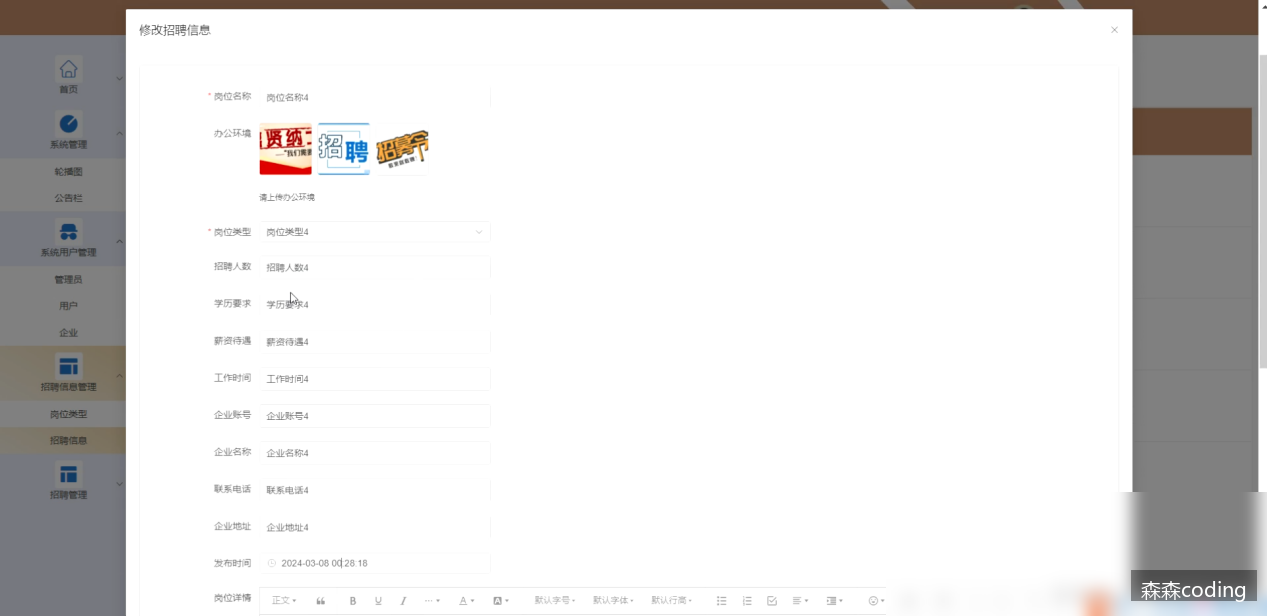 修改招聘信息
首页
系统管理
轮播图
公告栏
系统用户管理
管理员
用户
企业
招聘信息管理
岗位类型
招聘信息
招聘管理
* 岗位名称 岗位名称4
办公环境
贤纳
招聘
招募令
请上传办公环境
* 岗位类型 岗位类型4
招聘人数 招聘人数4
学历要求 学历要求4
薪资待遇 薪资待遇4
工作时间 工作时间4
企业账号 企业账号4
企业名称 企业名称4
联系电话 联系电话4
企业地址 企业地址4
发布时间 2024-03-08 00:28:18
岗位详情 正文 B U I A A 默认字号 默认字体 默认行高
森森coding